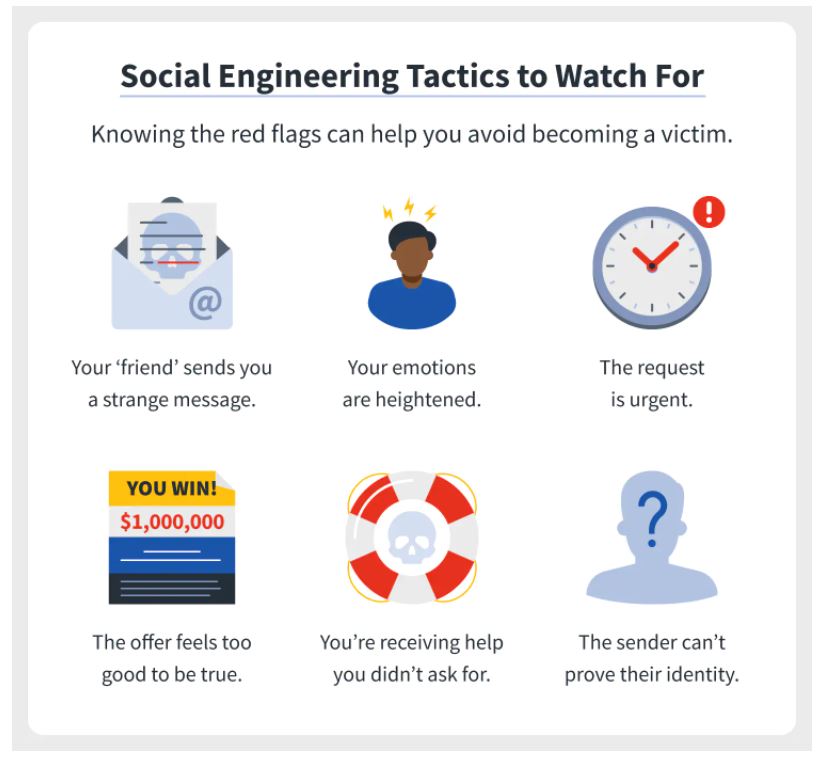 Social Engineering Tactics to Watch For
Knowing the red flags can help you avoid becoming a victim.
@
!
Your ‘friend’ sends you
a strange message.
Your emotions
are heightened.
The request
is urgent.
YOU WIN!
$1,000,000
?
The offer feels too
good to be true.
You’re receiving help
you didn’t ask for.
The sender can’t
prove their identity.